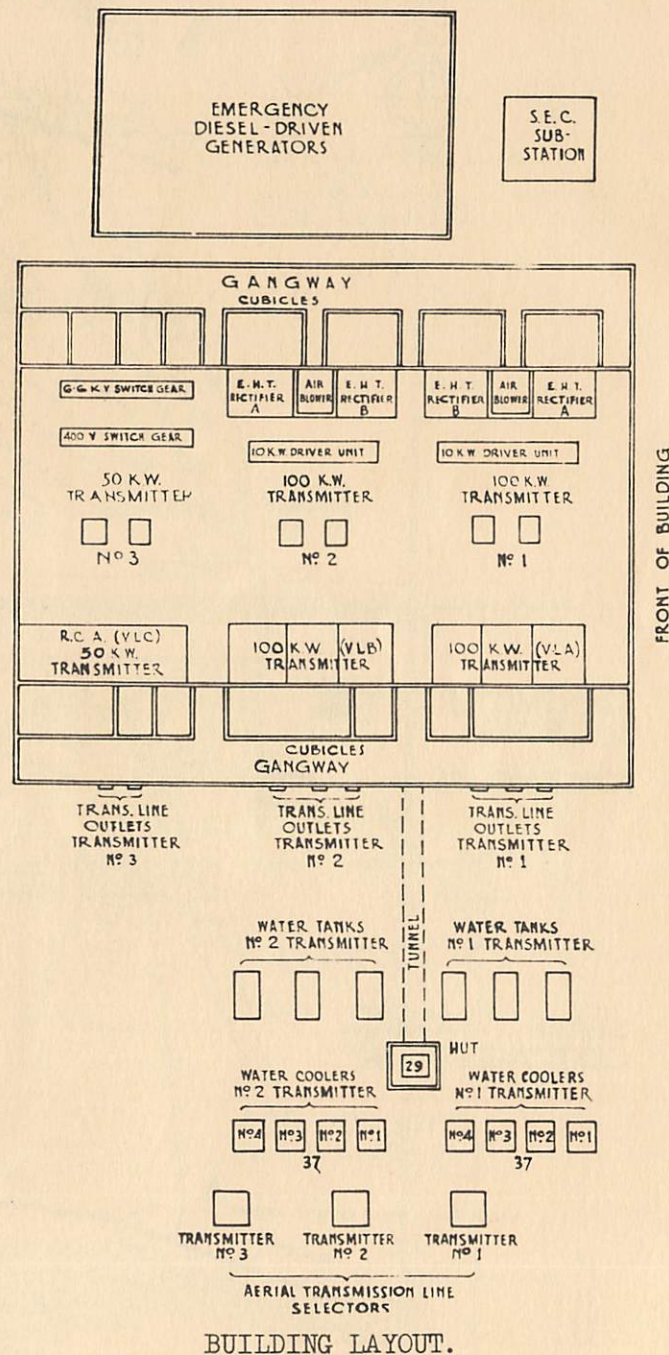 EMERGENCY
DIESEL-DRIVEN
GENERATORS
S.E.C.
SUB-
STATION
GANGWAY
CUBICLES
6·6 K V SWITCH GEAR
400 V SWITCH GEAR
50 K.W.
TRANSMITTER
Nº 3
E.H.T.
RECTIFIER
A
AIR
BLOWER
E.H.T.
RECTIFIER
B
10 K.W. DRIVER UNIT
100 K.W.
TRANSMITTER
Nº 2
E.H.T.
RECTIFIER
B
AIR
BLOWER
E.H.T.
RECTIFIER
A
10 K.W. DRIVER UNIT
100 K.W.
TRANSMITTER
Nº 1
FRONT OF BUILDING
R.C.A. (VLC)
50 K.W.
TRANSMITTER
100 K.W. (VLB)
TRANSMITTER
100 K.W. (VLA)
TRANSMITTER
CUBICLES
GANGWAY
TRANS. LINE
OUTLETS
TRANSMITTER
Nº 3
TRANS. LINE
OUTLETS
TRANSMITTER
Nº 2
TRANS. LINE
OUTLETS
TRANSMITTER
Nº 1
TUNNEL
WATER TANKS
Nº 2 TRANSMITTER
WATER TANKS
Nº 1 TRANSMITTER
HUT
29
WATER COOLERS
Nº 2 TRANSMITTER
Nº4 Nº3 Nº2 Nº1
37
WATER COOLERS
Nº 1 TRANSMITTER
Nº4 Nº3 Nº2 Nº1
37
TRANSMITTER
Nº 3
TRANSMITTER
Nº 2
TRANSMITTER
Nº 1
AERIAL TRANSMISSION LINE
SELECTORS
BUILDING LAYOUT.